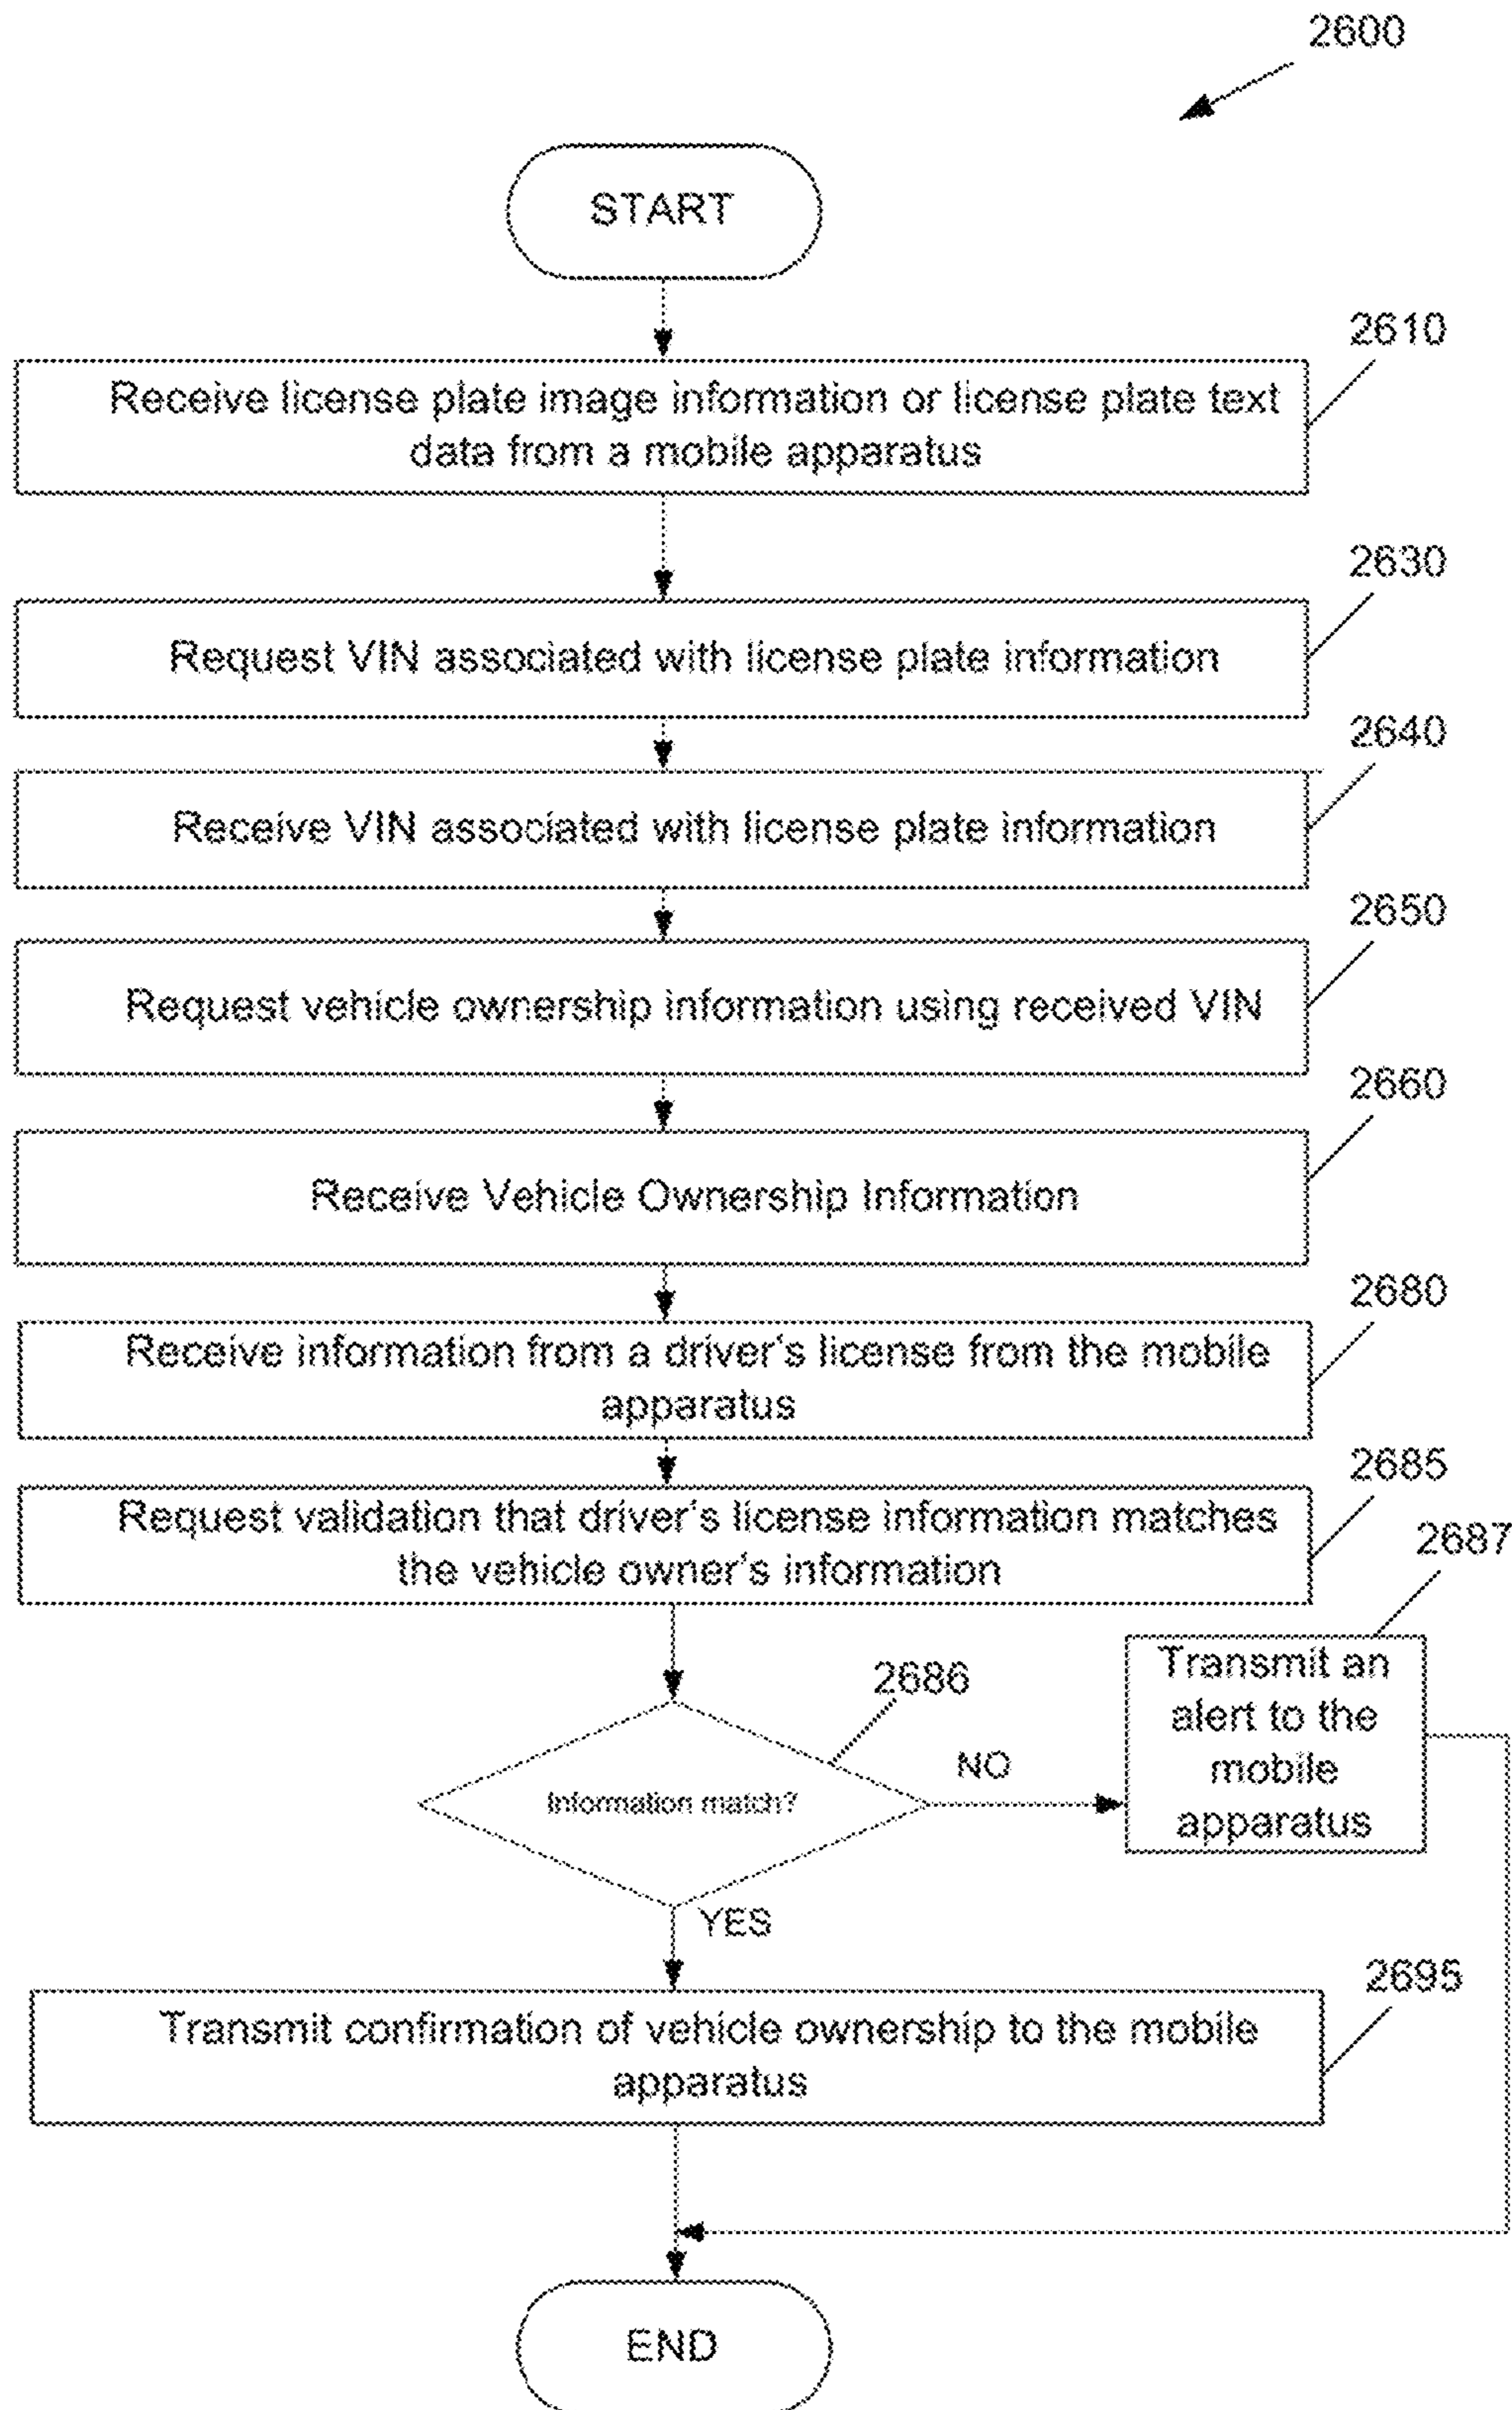 2600
START
2610
Receive license plate image information or license plate text
data from a mobile apparatus
2630
Request VIN associated with license plate information
2640
Receive VIN associated with license plate information
2650
Request vehicle ownership information using received VIN
2660
Receive Vehicle Ownership Information
2680
Receive information from a driver's license from the mobile
apparatus
2685
Request validation that driver's license information matches
the vehicle owner's information
2687
Transmit an
alert to the
mobile
apparatus
2686
Information match?
NO
YES
2695
Transmit confirmation of vehicle ownership to the mobile
apparatus
END